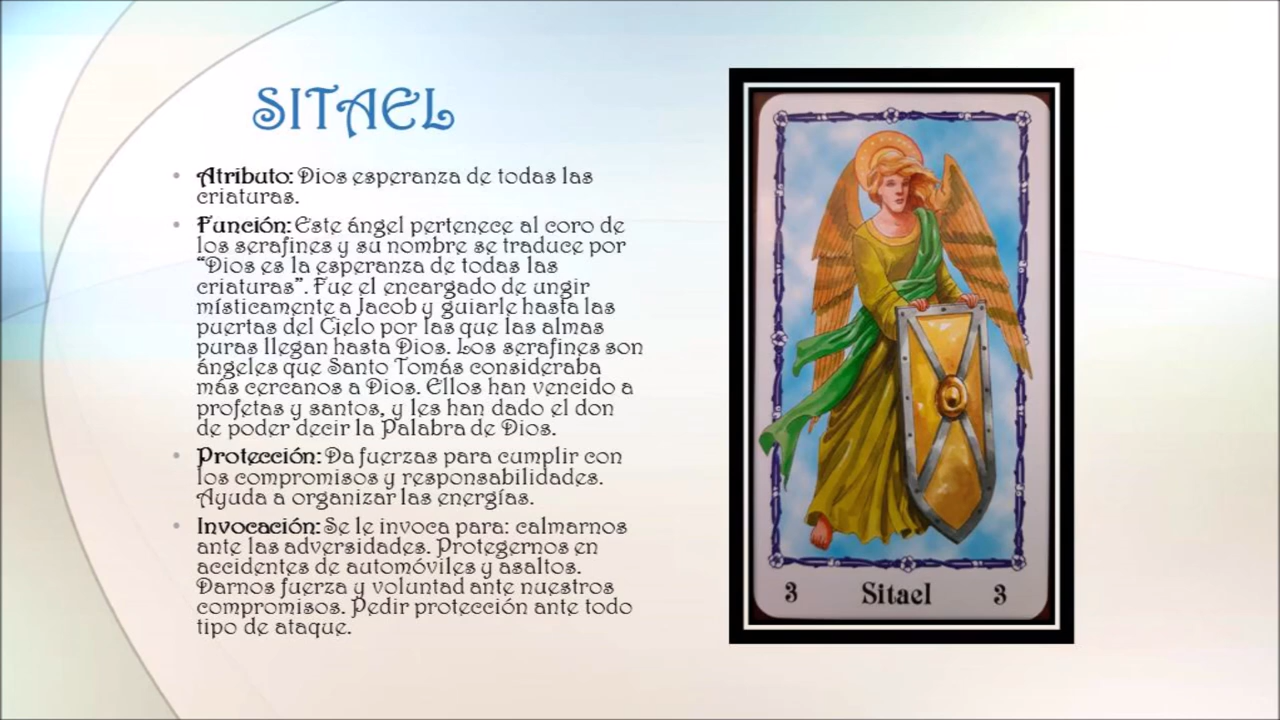 SITAEL
• Atributo: Dios esperanza de todas las
criaturas.
• Función: Este ángel pertenece al coro de
los serafines y su nombre se traduce por
“Dios es la esperanza de todas las
criaturas”. Fue el encargado de ungir
místicamente a Jacob y guiarle hasta las
puertas del Cielo por las que las almas
puras llegan hasta Dios. Los serafines son
ángeles que Santo Tomás consideraba
más cercanos a Dios. Ellos han vencido a
profetas y santos, y les han dado el don
de poder decir la Palabra de Dios.
• Protección: Da fuerzas para cumplir con
los compromisos y responsabilidades.
Ayuda a organizar las energías.
• Invocación: Se le invoca para: calmarnos
ante las adversidades. Protegernos en
accidentes de automóviles y asaltos.
Darnos fuerza y voluntad ante nuestros
compromisos. Pedir protección ante todo
tipo de ataque.
3 Sitael 3